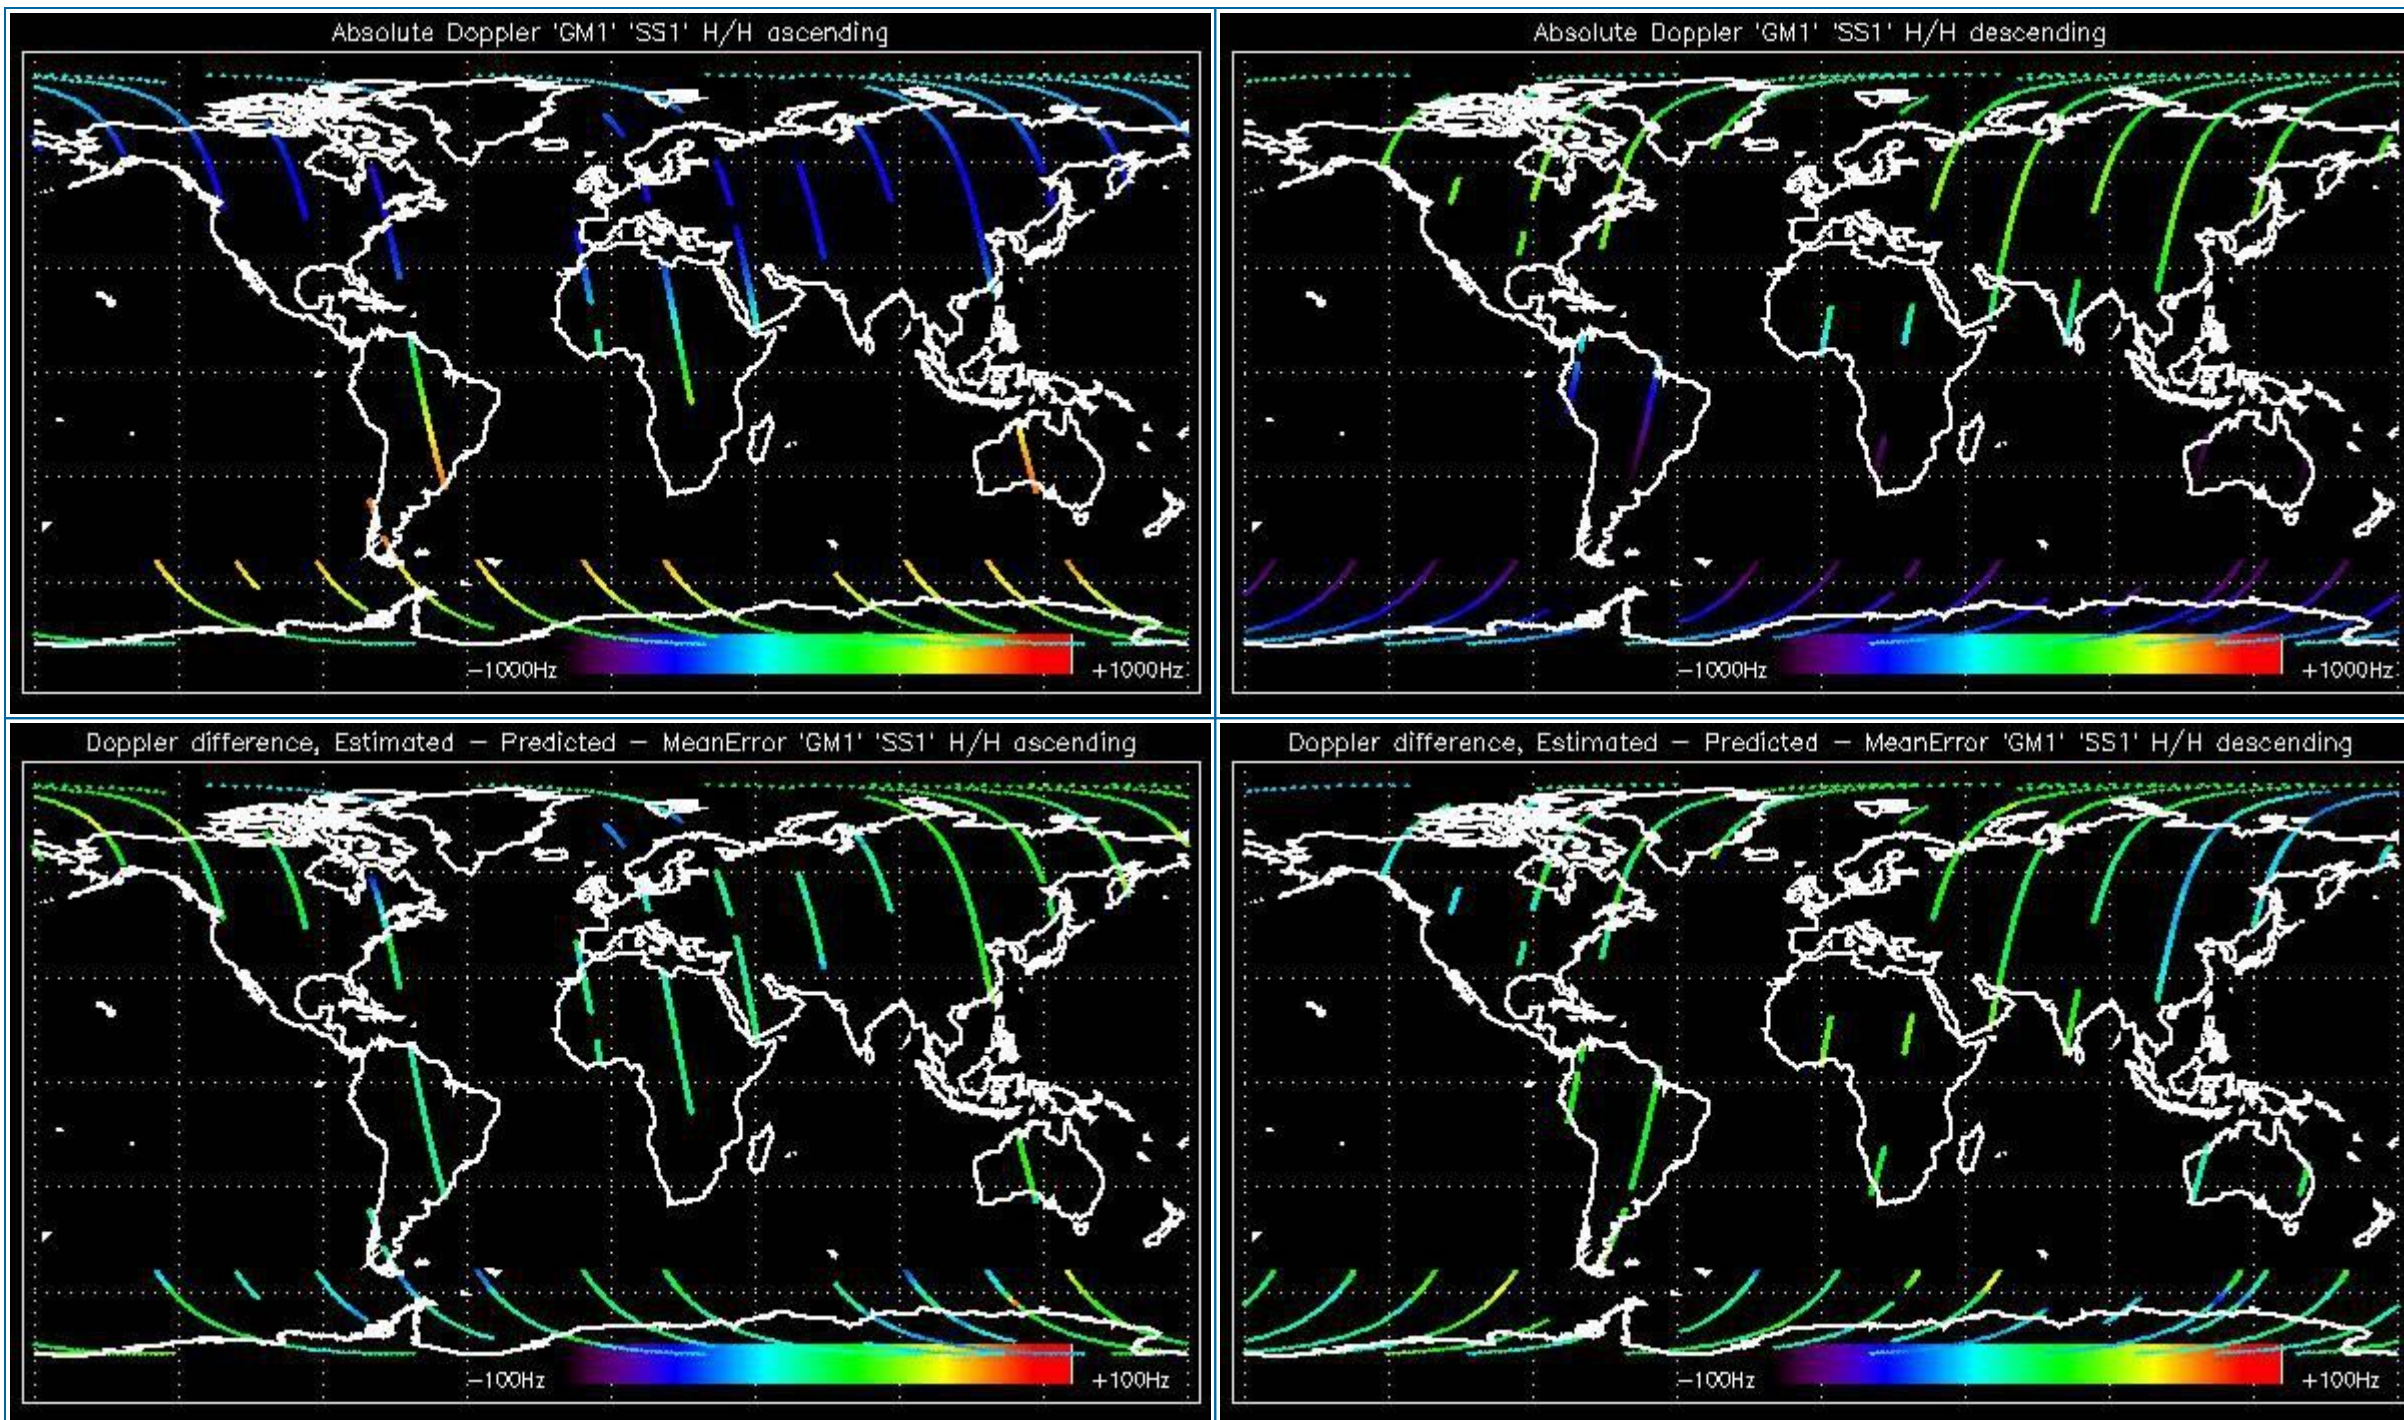 Absolute Doppler 'GM1' 'SS1' H/H ascending
-1000Hz
+1000Hz
Absolute Doppler 'GM1' 'SS1' H/H descending
-1000Hz
+1000Hz
Doppler difference, Estimated - Predicted - MeanError 'GM1' 'SS1' H/H ascending
-100Hz
+100Hz
Doppler difference, Estimated - Predicted - MeanError 'GM1' 'SS1' H/H descending
-100Hz
+100Hz